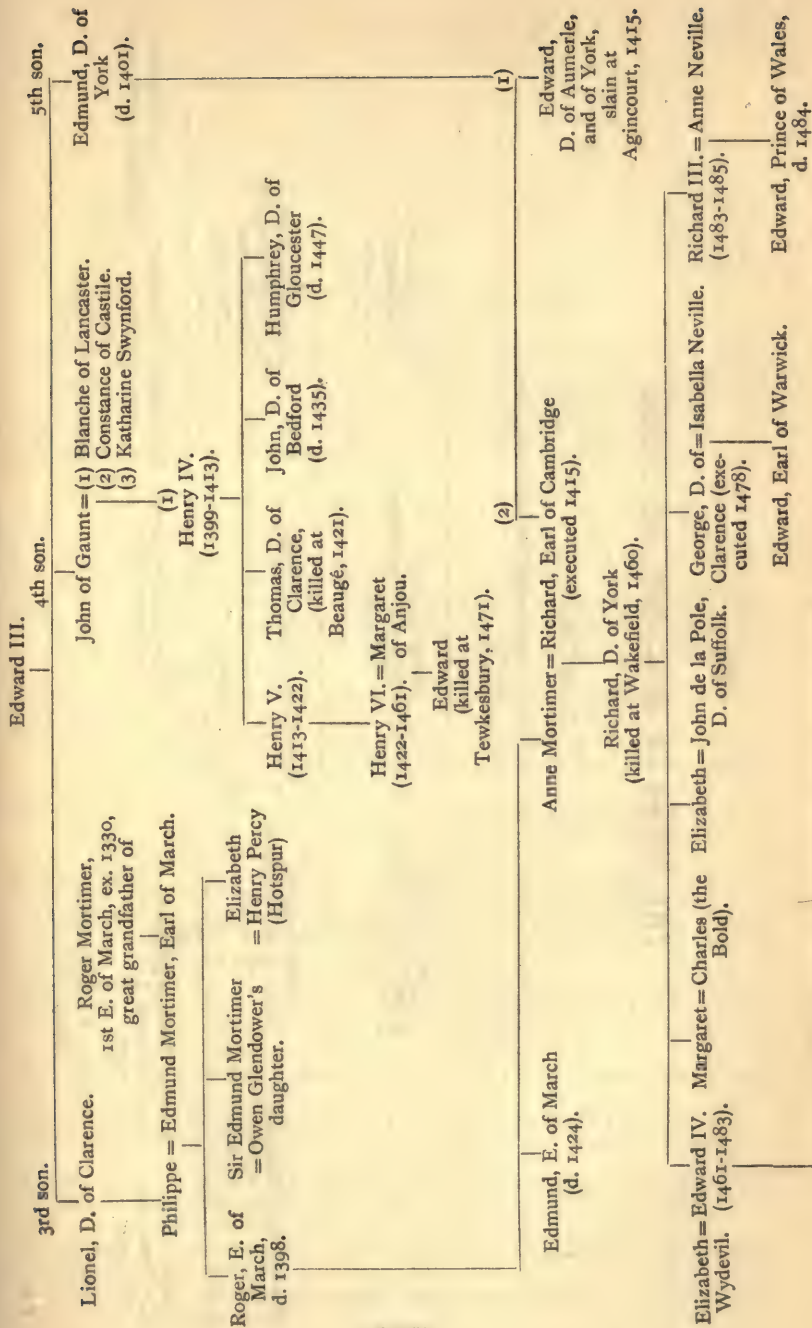 Edward III.
3rd son.
4th son.
5th son.
Lionel, D. of Clarence.
Roger Mortimer,
1st E. of March, ex. 1330,
great grandfather of
Philippe = Edmund Mortimer, Earl of March.
John of Gaunt = (1) Blanche of Lancaster.
(2) Constance of Castile.
(3) Katharine Swynford.
Edmund, D. of
York
(d. 1401).
(1)
Henry IV.
(1399-1413).
Roger, E. of
March,
d. 1398.
Sir Edmund Mortimer
= Owen Glendower's
daughter.
Elizabeth
= Henry Percy
(Hotspur)
Henry V.
(1413-1422).
Thomas, D. of
Clarence,
(killed at
Beaugé, 1421).
John, D. of
Bedford
(d. 1435).
Humphrey, D. of
Gloucester
(d. 1447).
Henry VI. = Margaret
(1422-1461). of Anjou.
Edward
(killed at
Tewkesbury, 1471).
(2)
(1)
Edmund, E. of March
(d. 1424).
Anne Mortimer = Richard, Earl of Cambridge
(executed 1415).
Edward,
D. of Aumerle,
and of York,
slain at
Agincourt, 1415.
Richard, D. of York
(killed at Wakefield, 1460).
Elizabeth = Edward IV.
Wydevil. (1461-1483).
Margaret = Charles (the
Bold).
Elizabeth = John de la Pole,
D. of Suffolk.
George, D. of = Isabella Neville.
Clarence (exe-
cuted 1478).
Richard III. = Anne Neville.
(1483-1485).
Edward, Earl of Warwick.
Edward, Prince of Wales,
d. 1484.